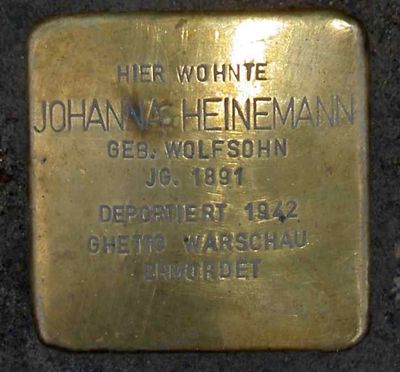 HIER WOHNTE
JOHANNA HEINEMANN
GEB. WOLFSOHN
JG. 1891
DEPORTIERT 1942
GHETTO WARSCHAU
ERMORDET